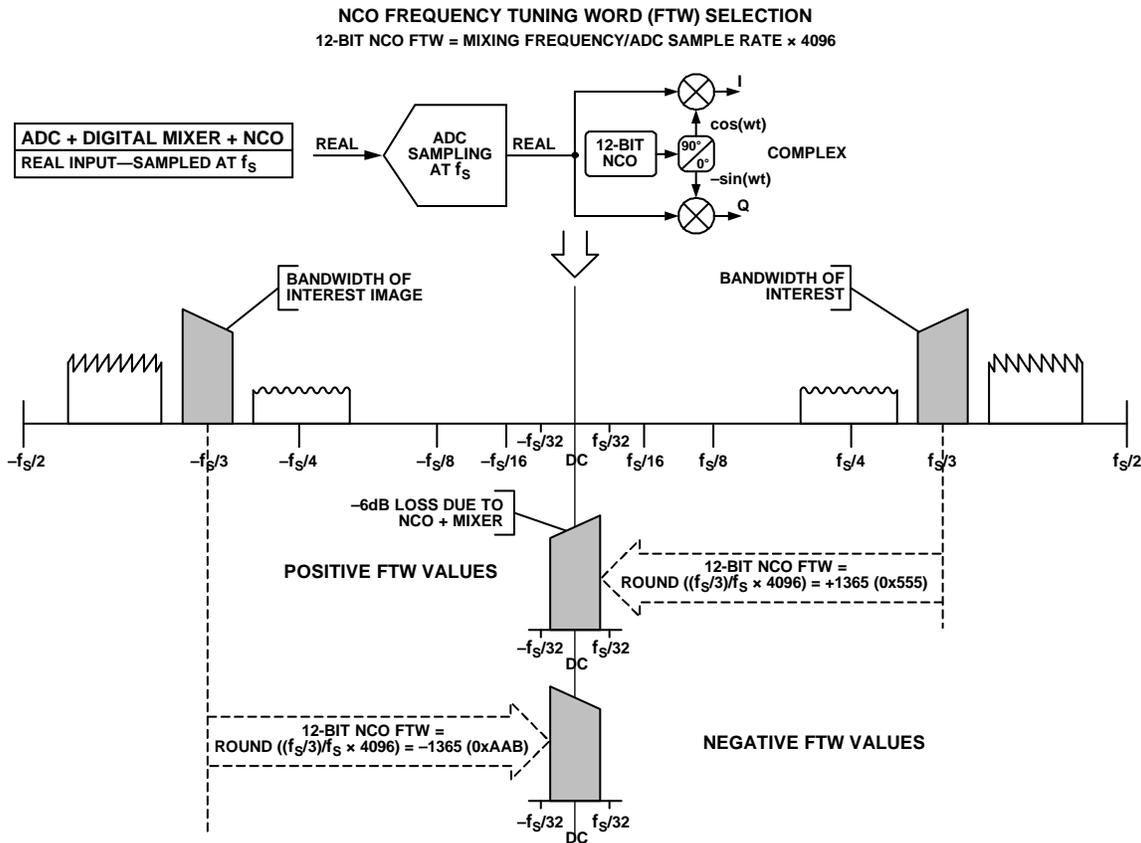 NCO FREQUENCY TUNING WORD (FTW) SELECTION
12-BIT NCO FTW = MIXING FREQUENCY/ADC SAMPLE RATE × 4096
ADC + DIGITAL MIXER + NCO
REAL INPUT—SAMPLED AT fS
REAL
ADC
SAMPLING
AT fS
REAL
12-BIT
NCO
I
cos(wt)
90°
0°
COMPLEX
–sin(wt)
Q
BANDWIDTH OF
INTEREST IMAGE
BANDWIDTH OF
INTEREST
–fS/2
–fS/3
–fS/4
–fS/8
–fS/16
–fS/32
DC
fS/32
fS/16
fS/8
fS/4
fS/3
fS/2
–6dB LOSS DUE TO
NCO + MIXER
POSITIVE FTW VALUES
12-BIT NCO FTW =
ROUND ((fS/3)/fS × 4096) = +1365 (0x555)
–fS/32
DC
fS/32
12-BIT NCO FTW =
ROUND ((fS/3)/fS × 4096) = –1365 (0xAAB)
NEGATIVE FTW VALUES
–fS/32
DC
fS/32